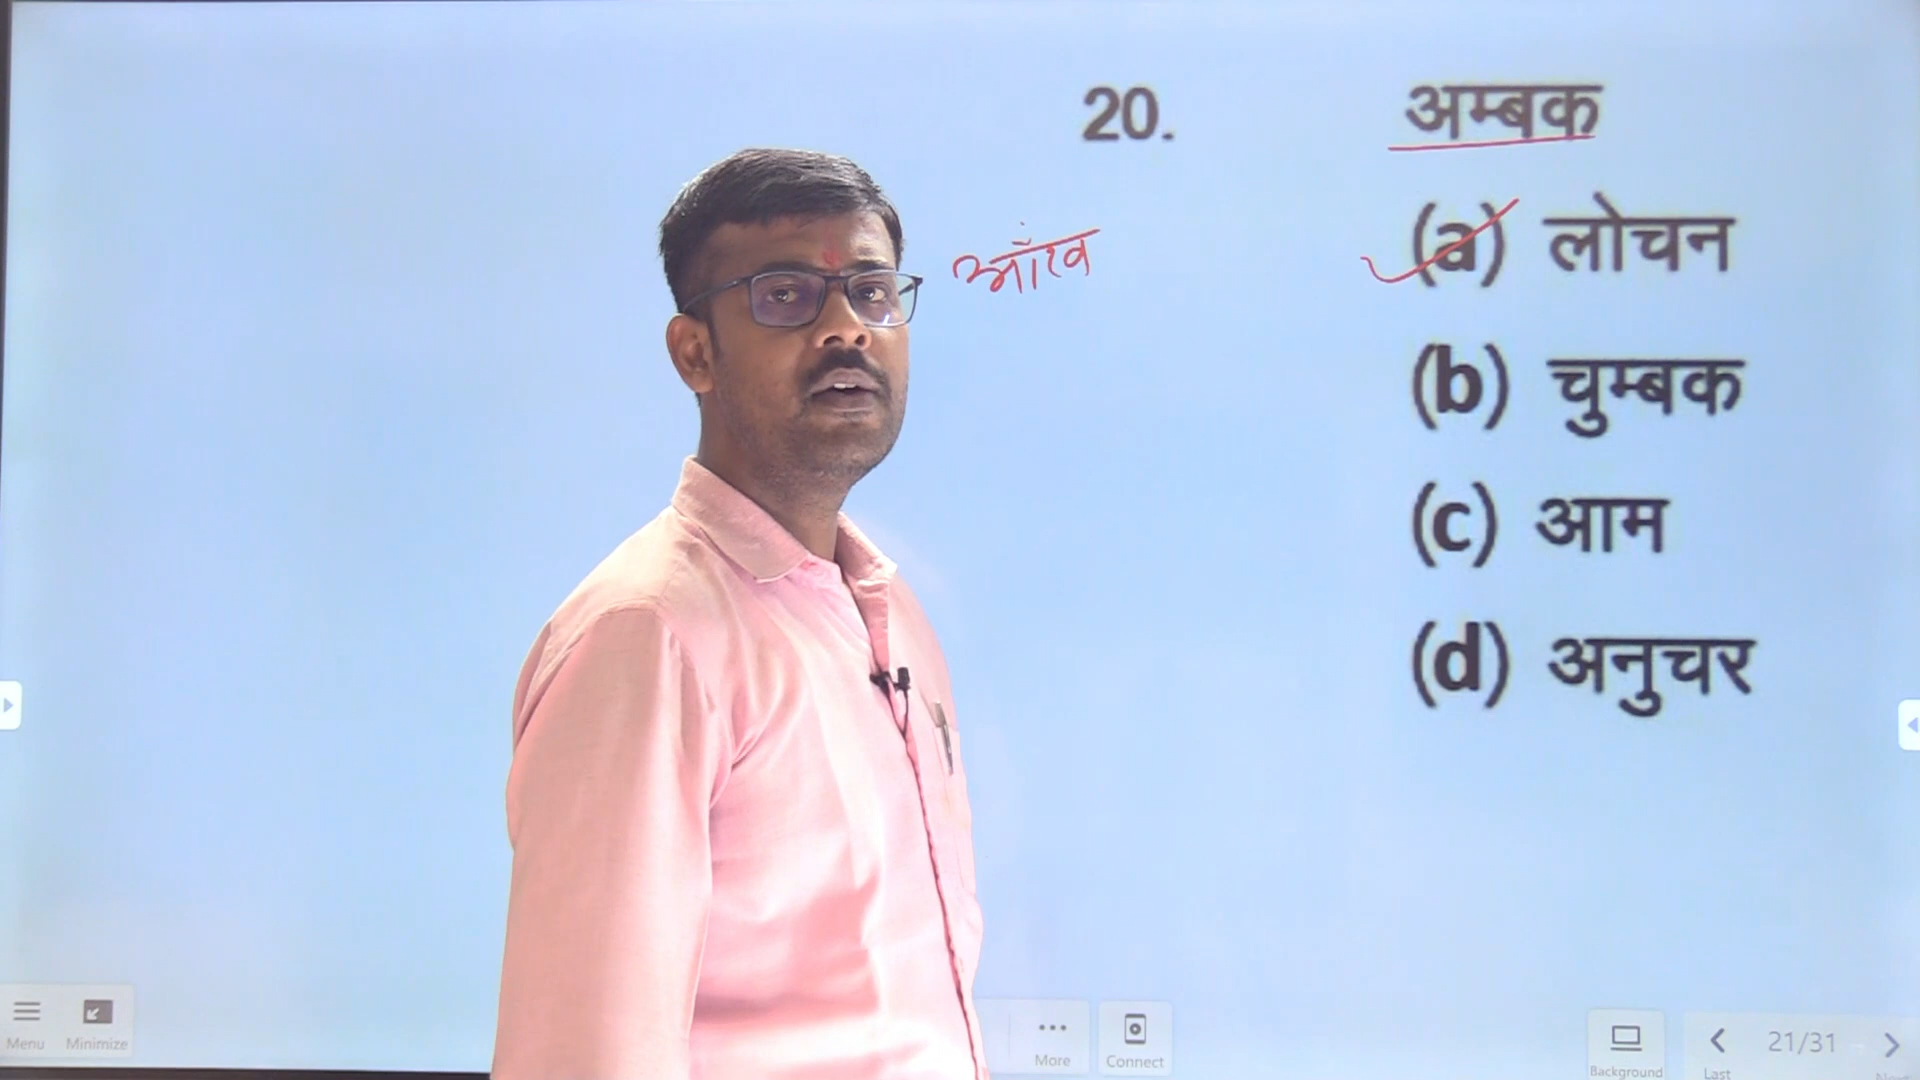 20. अम्बक
आँख
(a) लोचन
(b) चुम्बक
(c) आम
(d) अनुचर
Menu Minimize More Connect Background Last 21/31